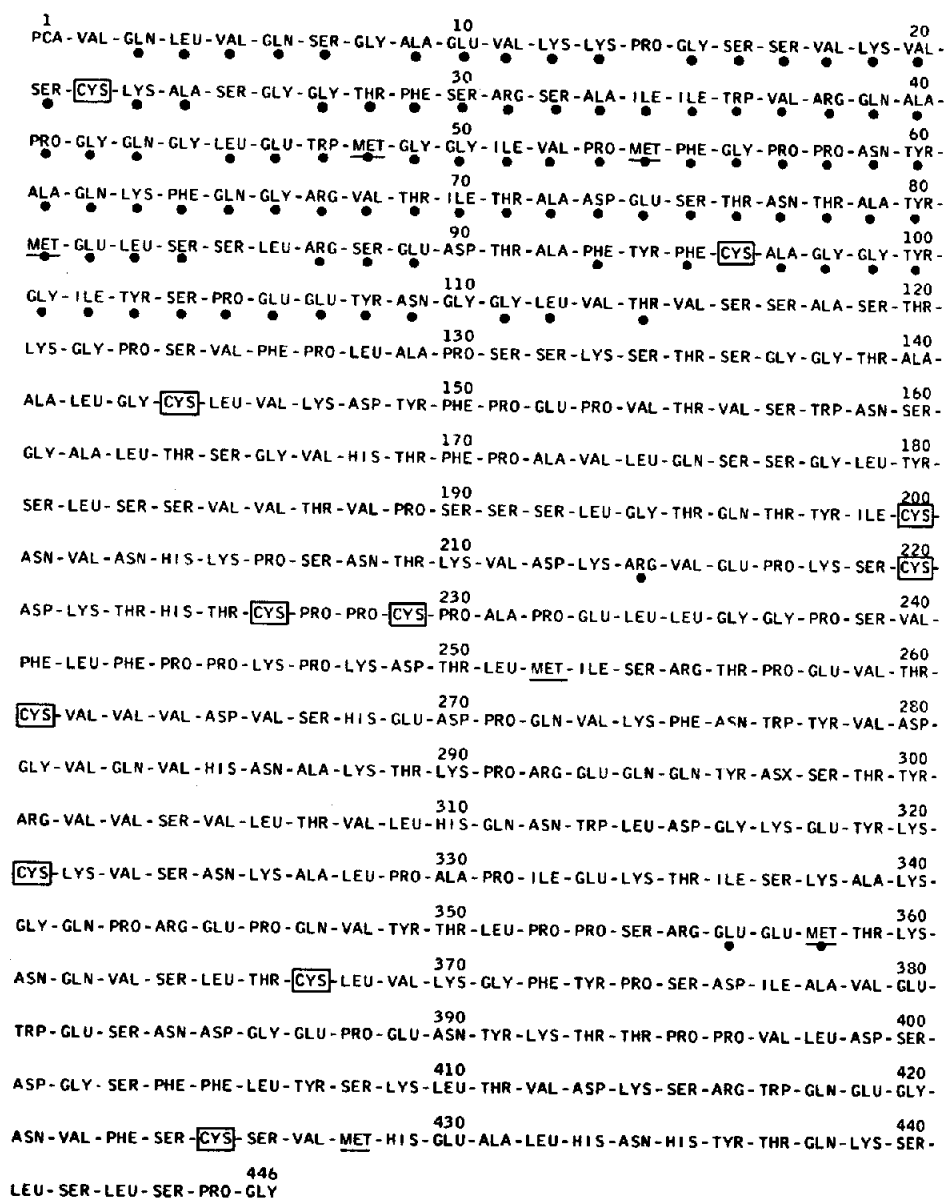 1 10 20
PCA-VAL-GLN-LEU-VAL-GLN-SER-GLY-ALA-GLU-VAL-LYS-LYS-PRO-GLY-SER-SER-VAL-LYS-VAL-
30 40
SER-CYS-LYS-ALA-SER-GLY-GLY-THR-PHE-SER-ARG-SER-ALA-ILE-ILE-TRP-VAL-ARG-GLN-ALA-
50 60
PRO-GLY-GLN-GLY-LEU-GLU-TRP-MET-GLY-GLY-ILE-VAL-PRO-MET-PHE-GLY-PRO-PRO-ASN-TYR-
70 80
ALA-GLN-LYS-PHE-GLN-GLY-ARG-VAL-THR-ILE-THR-ALA-ASP-GLU-SER-THR-ASN-THR-ALA-TYR-
90 100
MET-GLU-LEU-SER-SER-LEU-ARG-SER-GLU-ASP-THR-ALA-PHE-TYR-PHE-CYS-ALA-GLY-GLY-TYR-
110 120
GLY-ILE-TYR-SER-PRO-GLU-GLU-TYR-ASN-GLY-GLY-LEU-VAL-THR-VAL-SER-SER-ALA-SER-THR-
130 140
LYS-GLY-PRO-SER-VAL-PHE-PRO-LEU-ALA-PRO-SER-SER-LYS-SER-THR-SER-GLY-GLY-THR-ALA-
150 160
ALA-LEU-GLY-CYS-LEU-VAL-LYS-ASP-TYR-PHE-PRO-GLU-PRO-VAL-THR-VAL-SER-TRP-ASN-SER-
170 180
GLY-ALA-LEU-THR-SER-GLY-VAL-HIS-THR-PHE-PRO-ALA-VAL-LEU-GLN-SER-SER-GLY-LEU-TYR-
190 200
SER-LEU-SER-SER-VAL-VAL-THR-VAL-PRO-SER-SER-SER-LEU-GLY-THR-GLN-THR-TYR-ILE-CYS-
210 220
ASN-VAL-ASN-HIS-LYS-PRO-SER-ASN-THR-LYS-VAL-ASP-LYS-ARG-VAL-GLU-PRO-LYS-SER-CYS-
230 240
ASP-LYS-THR-HIS-THR-CYS-PRO-PRO-CYS-PRO-ALA-PRO-GLU-LEU-LEU-GLY-GLY-PRO-SER-VAL-
250 260
PHE-LEU-PHE-PRO-PRO-LYS-PRO-LYS-ASP-THR-LEU-MET-ILE-SER-ARG-THR-PRO-GLU-VAL-THR-
270 280
CYS-VAL-VAL-VAL-ASP-VAL-SER-HIS-GLU-ASP-PRO-GLN-VAL-LYS-PHE-ASN-TRP-TYR-VAL-ASP-
290 300
GLY-VAL-GLN-VAL-HIS-ASN-ALA-LYS-THR-LYS-PRO-ARG-GLU-GLN-GLN-TYR-ASX-SER-THR-TYR-
310 320
ARG-VAL-VAL-SER-VAL-LEU-THR-VAL-LEU-HIS-GLN-ASN-TRP-LEU-ASP-GLY-LYS-GLU-TYR-LYS-
330 340
CYS-LYS-VAL-SER-ASN-LYS-ALA-LEU-PRO-ALA-PRO-ILE-GLU-LYS-THR-ILE-SER-LYS-ALA-LYS-
350 360
GLY-GLN-PRO-ARG-GLU-PRO-GLN-VAL-TYR-THR-LEU-PRO-PRO-SER-ARG-GLU-GLU-MET-THR-LYS-
370 380
ASN-GLN-VAL-SER-LEU-THR-CYS-LEU-VAL-LYS-GLY-PHE-TYR-PRO-SER-ASP-ILE-ALA-VAL-GLU-
390 400
TRP-GLU-SER-ASN-ASP-GLY-GLU-PRO-GLU-ASN-TYR-LYS-THR-THR-PRO-PRO-VAL-LEU-ASP-SER-
410 420
ASP-GLY-SER-PHE-PHE-LEU-TYR-SER-LYS-LEU-THR-VAL-ASP-LYS-SER-ARG-TRP-GLN-GLU-GLY-
430 440
ASN-VAL-PHE-SER-CYS-SER-VAL-MET-HIS-GLU-ALA-LEU-HIS-ASN-HIS-TYR-THR-GLN-LYS-SER-
446
LEU-SER-LEU-SER-PRO-GLY